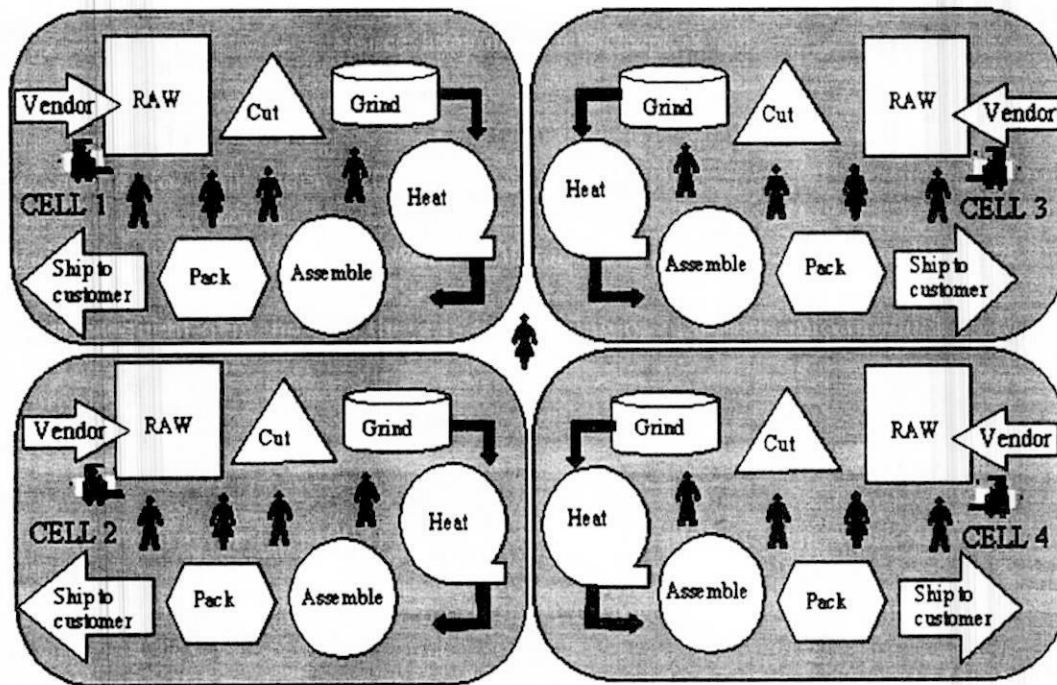 Vendor
RAW
Cut
Grind
Heat
CELL 1
Ship to
customer
Pack
Assemble
Grind
Cut
RAW
Vendor
Heat
CELL 3
Assemble
Pack
Ship to
customer
Vendor
RAW
Cut
Grind
Heat
CELL 2
Ship to
customer
Pack
Assemble
Grind
Cut
RAW
Vendor
Heat
CELL 4
Assemble
Pack
Ship to
customer